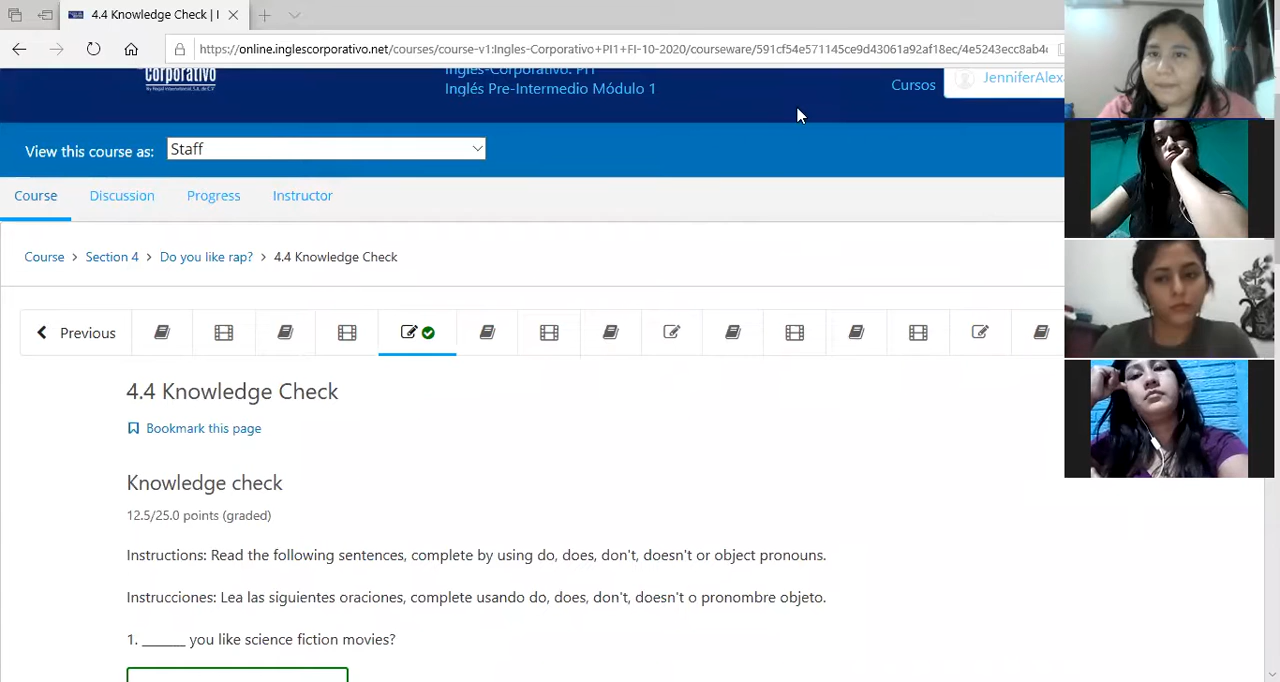 4.4 Knowledge Check | I
https://online.inglescorporativo.net/courses/course-v1:Ingles-Corporativo+PI1+FI-10-2020/courseware/591cf54e571145ce9d43061a92af18ec/4e5243ecc8ab4c
corporativo
Ingles-Corporativo: PI1
Inglés Pre-Intermedio Módulo 1
Cursos
JenniferAlexa
View this course as:
Staff
Course
Discussion
Progress
Instructor
Course > Section 4 > Do you like rap? > 4.4 Knowledge Check
Previous
4.4 Knowledge Check
Bookmark this page
Knowledge check
12.5/25.0 points (graded)
Instructions: Read the following sentences, complete by using do, does, don't, doesn't or object pronouns.
Instrucciones: Lea las siguientes oraciones, complete usando do, does, don't, doesn't o pronombre objeto.
1. ______ you like science fiction movies?